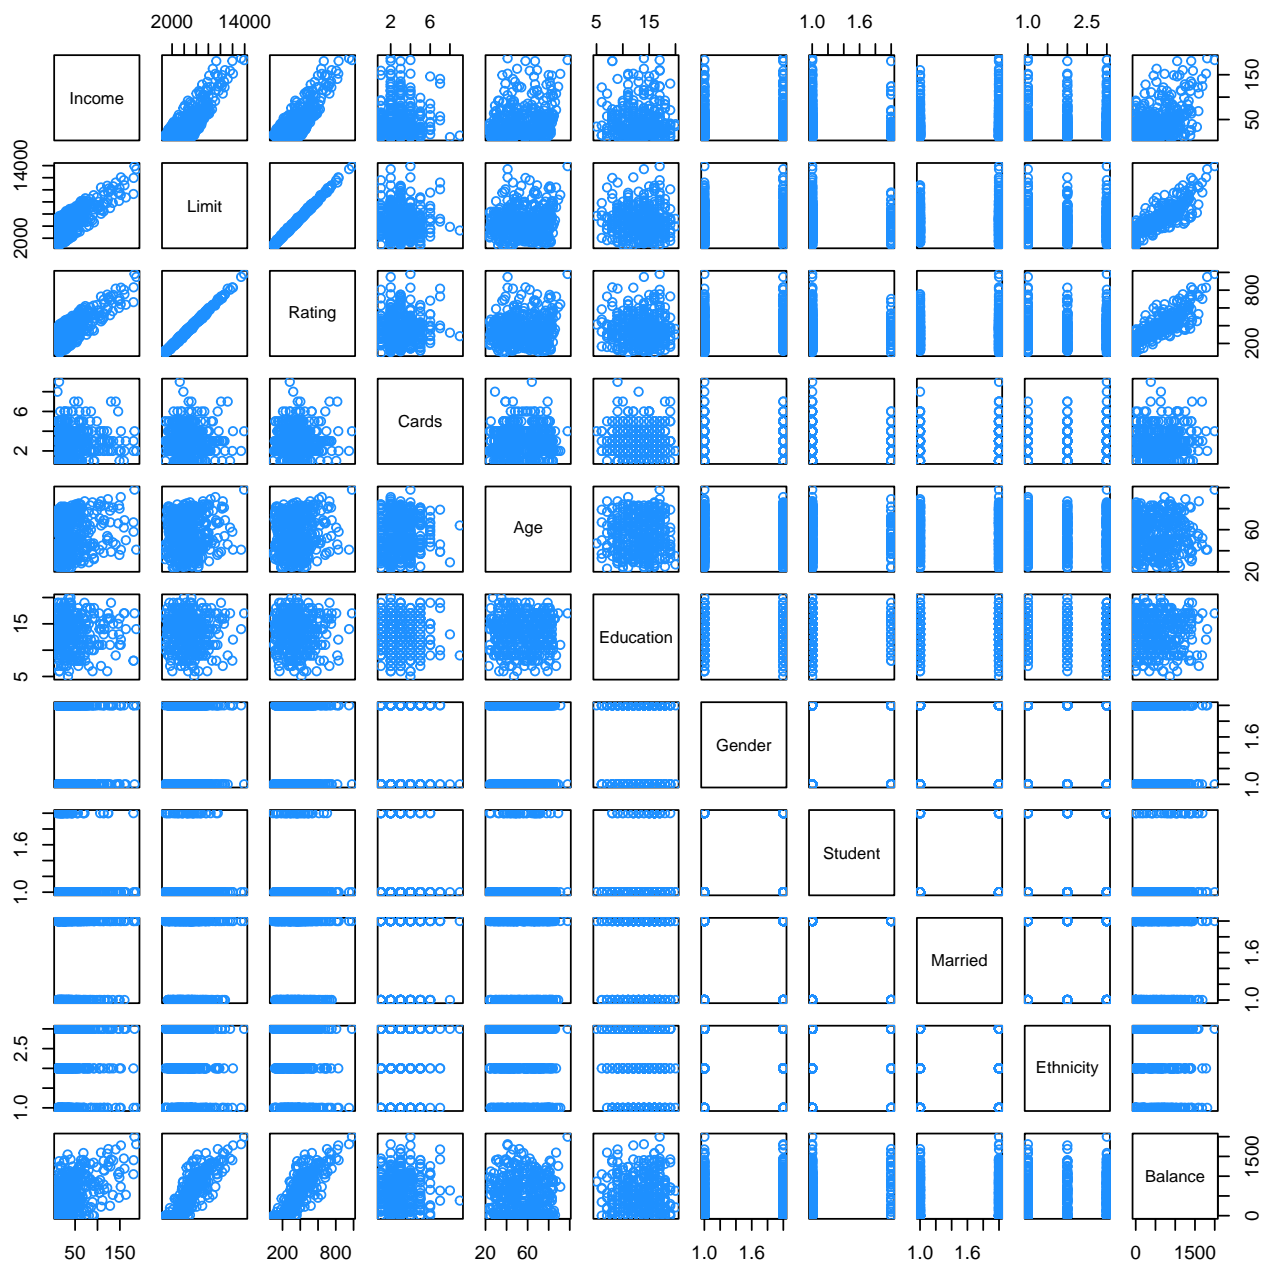 2000 14000 2 6 5 15 1.0 1.6 1.0 2.5
Income 50 150
2000 14000 Limit
Rating 200 800
2 6 Cards
Age 20 60
5 15 Education
Gender 1.0 1.6
1.0 1.6 Student
Married 1.0 1.6
1.0 2.5 Ethnicity
Balance 0 1500
50 150 200 800 20 60 1.0 1.6 1.0 1.6 0 1500